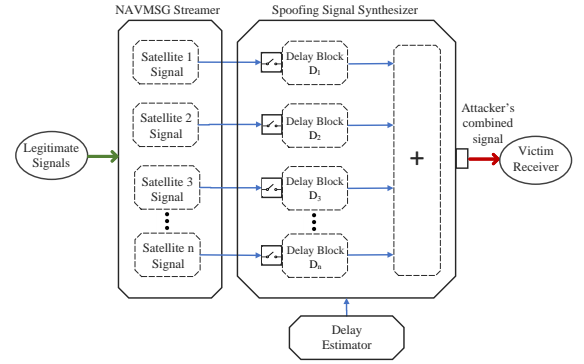 NAVMSG Streamer
Spoofing Signal Synthesizer
Legitimate
Signals
Satellite 1
Signal
Satellite 2
Signal
Satellite 3
Signal
Satellite n
Signal
Delay Block
D1
Delay Block
D2
Delay Block
D3
Delay Block
Dn
+
Attacker's
combined
signal
Victim
Receiver
Delay
Estimator